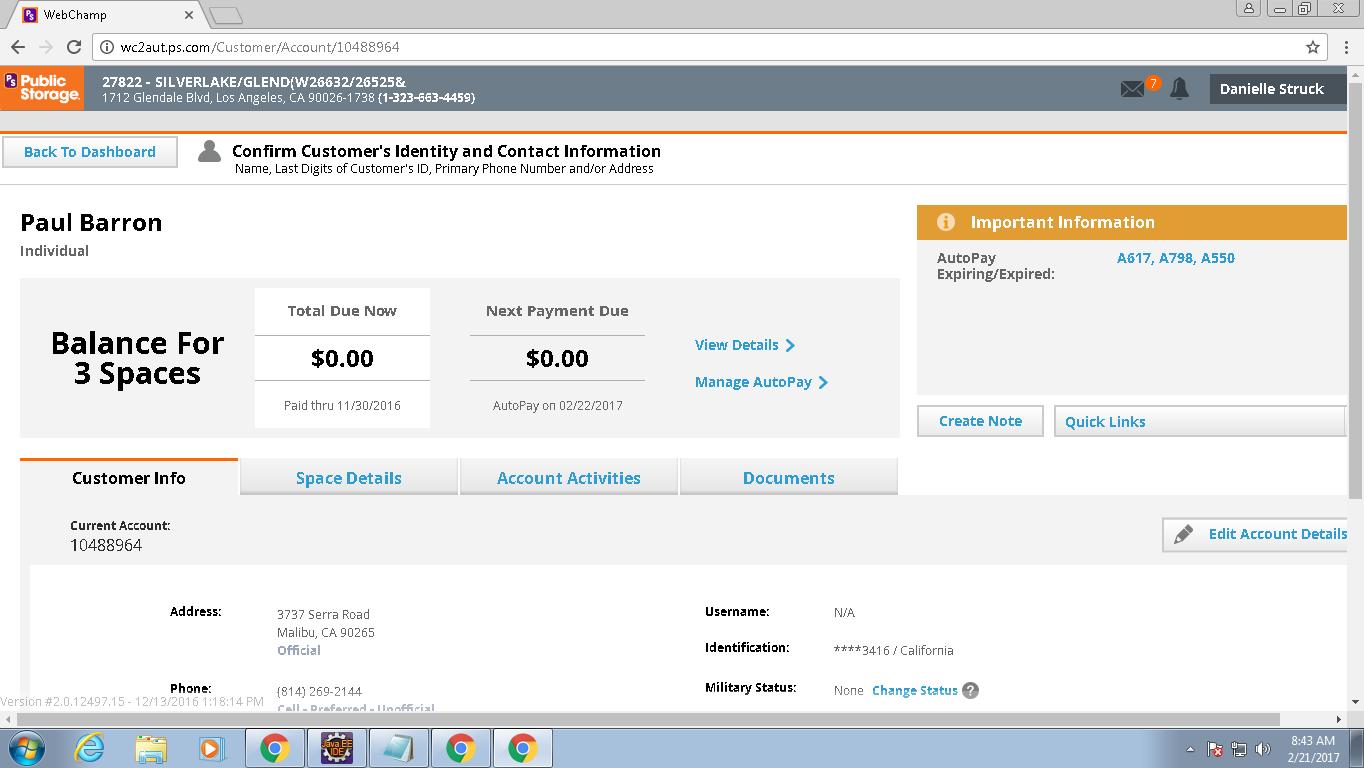 WebChamp
wc2aut.ps.com/Customer/Account/10488964
PS Public Storage.
27822 - SILVERLAKE/GLEND(W26632/26525&
1712 Glendale Blvd, Los Angeles, CA 90026-1738 (1-323-663-4459)
7
Danielle Struck
Back To Dashboard
Confirm Customer's Identity and Contact Information
Name, Last Digits of Customer's ID, Primary Phone Number and/or Address
Paul Barron
Individual
Important Information
AutoPay Expiring/Expired:
A617, A798, A550
Balance For
3 Spaces
Total Due Now
$0.00
Paid thru 11/30/2016
Next Payment Due
$0.00
AutoPay on 02/22/2017
View Details
Manage AutoPay
Create Note
Quick Links
Customer Info
Space Details
Account Activities
Documents
Current Account:
10488964
Edit Account Details
Address:
3737 Serra Road
Malibu, CA 90265
Official
Phone:
(814) 269-2144
Cell - Preferred - Unofficial
Username:
N/A
Identification:
****3416 / California
Military Status:
None Change Status ?
Version #2.0.12497.15 - 12/13/2016 1:18:14 PM
Java EE
IDE
8:43 AM
2/21/2017